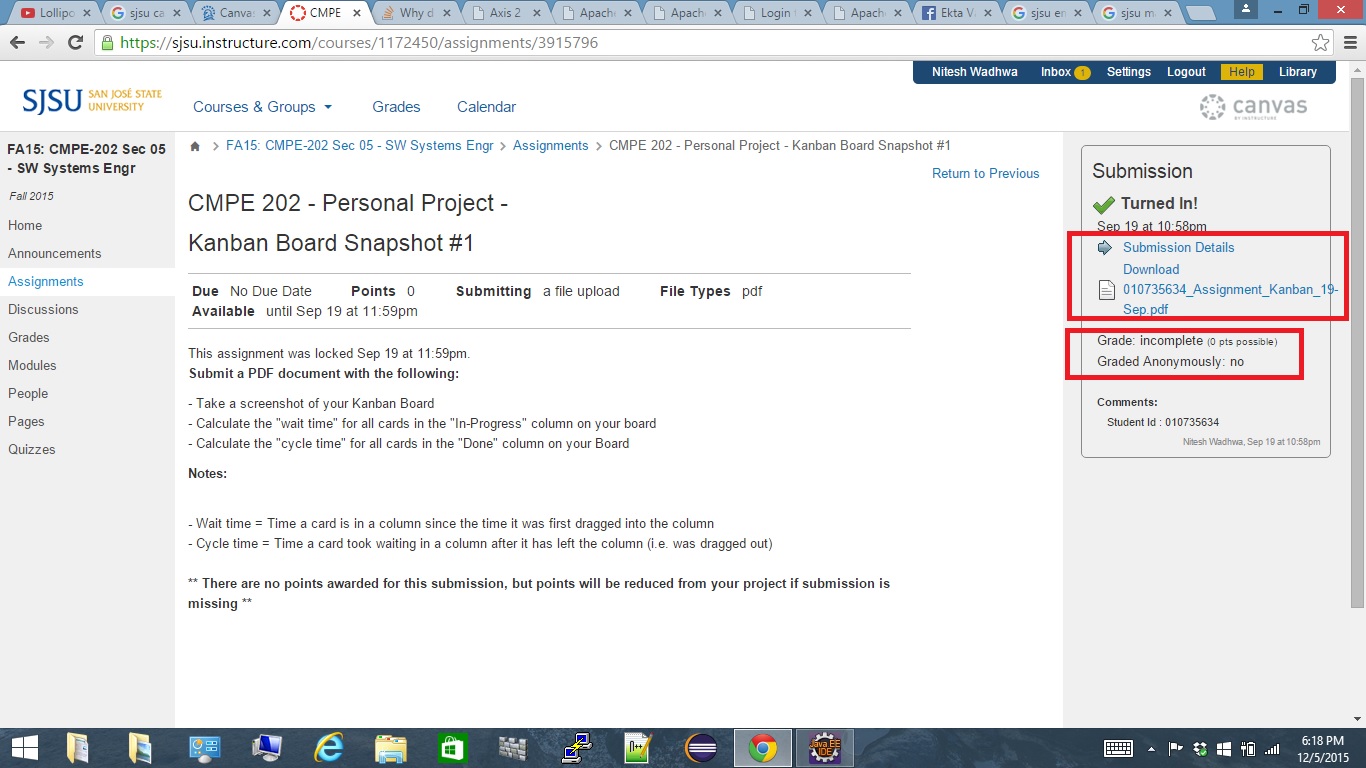 Lollipo
sjsu ca
Canvas
CMPE
Why d
Axis 2
Apache
Apache
Login
Apache
Ekta V
sjsu en
sjsu m
https://sjsu.instructure.com/courses/1172450/assignments/3915796
Nitesh Wadhwa Inbox 1 Settings Logout Help Library
SJSU SAN JOSÉ STATE
UNIVERSITY
Courses & Groups Grades Calendar
canvas
BY INSTRUCTURE
FA15: CMPE-202 Sec 05
- SW Systems Engr
Fall 2015
Home
Announcements
Assignments
Discussions
Grades
Modules
People
Pages
Quizzes
FA15: CMPE-202 Sec 05 - SW Systems Engr > Assignments > CMPE 202 - Personal Project - Kanban Board Snapshot #1
Return to Previous
CMPE 202 - Personal Project -
Kanban Board Snapshot #1
Due No Due Date Points 0 Submitting a file upload File Types pdf
Available until Sep 19 at 11:59pm
This assignment was locked Sep 19 at 11:59pm.
Submit a PDF document with the following:
- Take a screenshot of your Kanban Board
- Calculate the "wait time" for all cards in the "In-Progress" column on your board
- Calculate the "cycle time" for all cards in the "Done" column on your Board
Notes:
- Wait time = Time a card is in a column since the time it was first dragged into the column
- Cycle time = Time a card took waiting in a column after it has left the column (i.e. was dragged out)
** There are no points awarded for this submission, but points will be reduced from your project if submission is
missing **
Submission
Turned In!
Sep 19 at 10:58pm
Submission Details
Download
010735634_Assignment_Kanban_19-
Sep.pdf
Grade: incomplete (0 pts possible)
Graded Anonymously: no
Comments:
Student Id : 010735634
Nitesh Wadhwa, Sep 19 at 10:58pm
Java EE
IDE
6:18 PM
12/5/2015